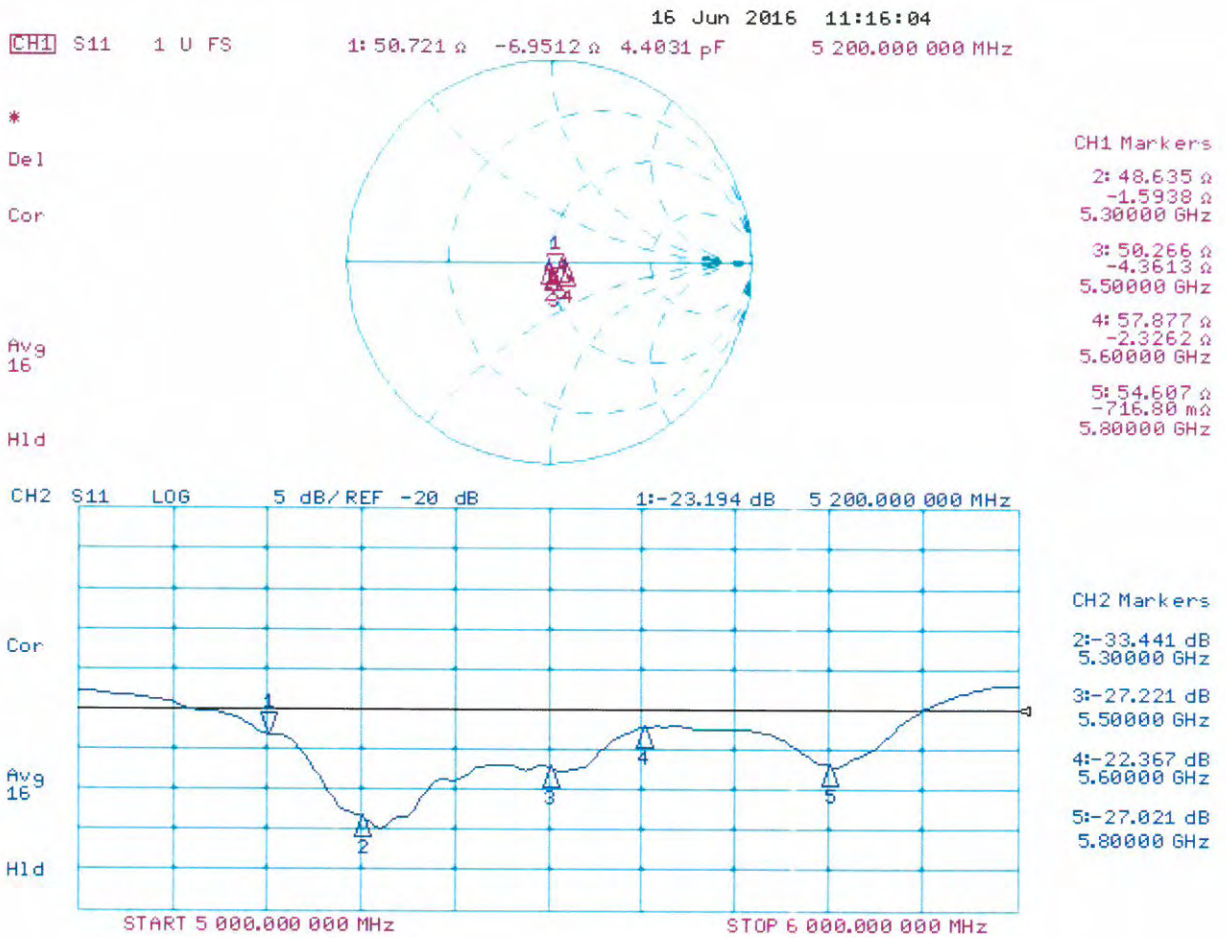 16 Jun 2016 11:16:04
CH1 S11 1 U FS 1: 50.721 Ω -6.9512 Ω 4.4031 pF 5 200.000 000 MHz
*
Del
Cor
Avg
16
Hld
CH1 Markers
2: 48.635 Ω
-1.5938 Ω
5.30000 GHz
3: 50.266 Ω
-4.3613 Ω
5.50000 GHz
4: 57.877 Ω
-2.3262 Ω
5.60000 GHz
5: 54.607 Ω
-716.80 mΩ
5.80000 GHz
1
4
CH2 S11 LOG 5 dB/ REF -20 dB 1:-23.194 dB 5 200.000 000 MHz
Cor
Avg
16
Hld
1
2
3
4
5
CH2 Markers
2:-33.441 dB
5.30000 GHz
3:-27.221 dB
5.50000 GHz
4:-22.367 dB
5.60000 GHz
5:-27.021 dB
5.80000 GHz
START 5 000.000 000 MHz STOP 6 000.000 000 MHz